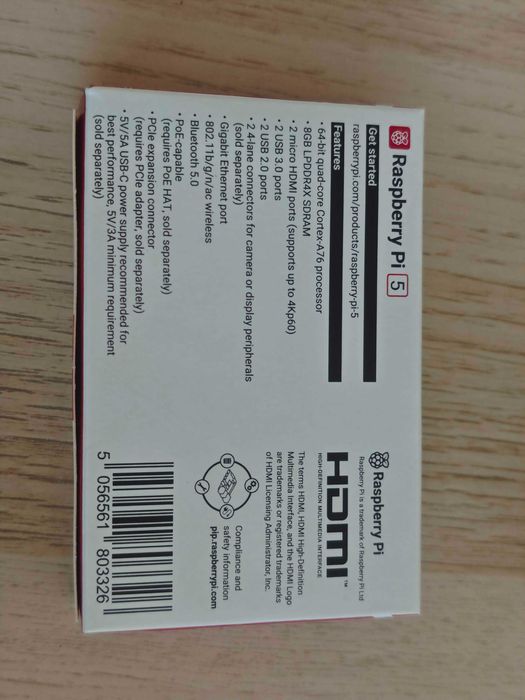 Raspberry Pi 5
Get started
raspberrypi.com/products/raspberry-pi-5
Features
• 64-bit quad-core Cortex-A76 processor
• 8GB LPDDR4X SDRAM
• 2 micro HDMI ports (supports up to 4Kp60)
• 2 USB 3.0 ports
• 2 USB 2.0 ports
• 2 4-lane connectors for camera or display peripherals
(sold separately)
• Gigabit Ethernet port
• 802.11b/g/n/ac wireless
• Bluetooth 5.0
• PoE-capable
(requires PoE HAT, sold separately)
• PCIe expansion connector
(requires PCIe adapter, sold separately)
• 5V/5A USB-C power supply recommended for
best performance, 5V/3A minimum requirement
(sold separately)
Raspberry Pi
Raspberry Pi is a trademark of Raspberry Pi Ltd
HDMI™
HIGH-DEFINITION MULTIMEDIA INTERFACE
The terms HDMI, HDMI High-Definition
Multimedia Interface, and the HDMI Logo
are trademarks or registered trademarks
of HDMI Licensing Administrator, Inc.
Compliance and
safety information
pip.raspberrypi.com
5 056561 803326